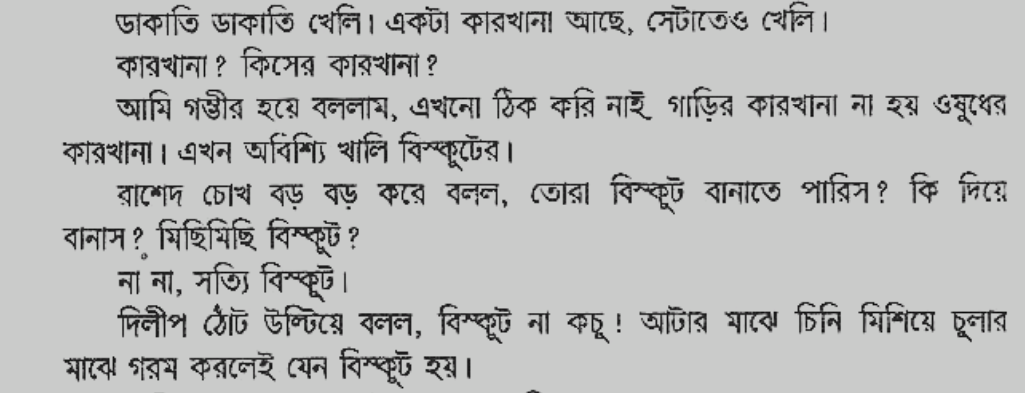 ডাকাতি ডাকাতি খেলি। একটা কারখানা আছে, সেটাতেও খেলি।
কারখানা? কিসের কারখানা?
আমি গম্ভীর হয়ে বললাম, এখনো ঠিক করি নাই গাড়ির কারখানা না হয় ওষুধের
কারখানা। এখন অবিশ্যি খালি বিস্কুটের।
রাশেদ চোখ বড় বড় করে বলল, তোরা বিস্কুট বানাতে পারিস? কি দিয়ে
বানাস? মিছিমিছি বিস্কুট?
না না, সত্যি বিস্কুট।
দিলীপ ঠোঁট উল্টিয়ে বলল, বিস্কুট না কচু! আটার মাঝে চিনি মিশিয়ে চুলার
মাঝে গরম করলেই যেন বিস্কুট হয়।